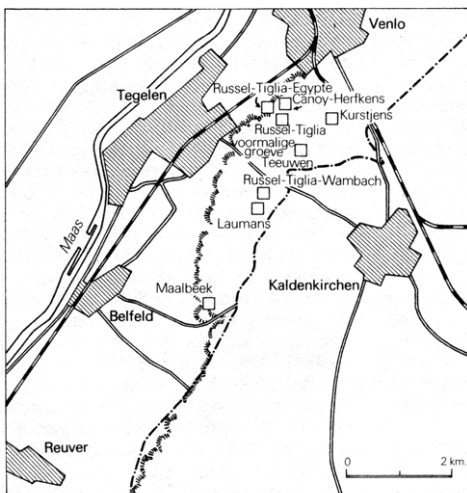 Venlo
Tegelen
Russel-Tiglia-Egypte
Canoy-Herfkens
Kurstjens
Russel-Tiglia
voormalige
groeve
Teeuwen
Russel-Tiglia-Wambach
Laumans
Maas
Maalbeek
Kaldenkirchen
Belfeld
Reuver
0 2 km.